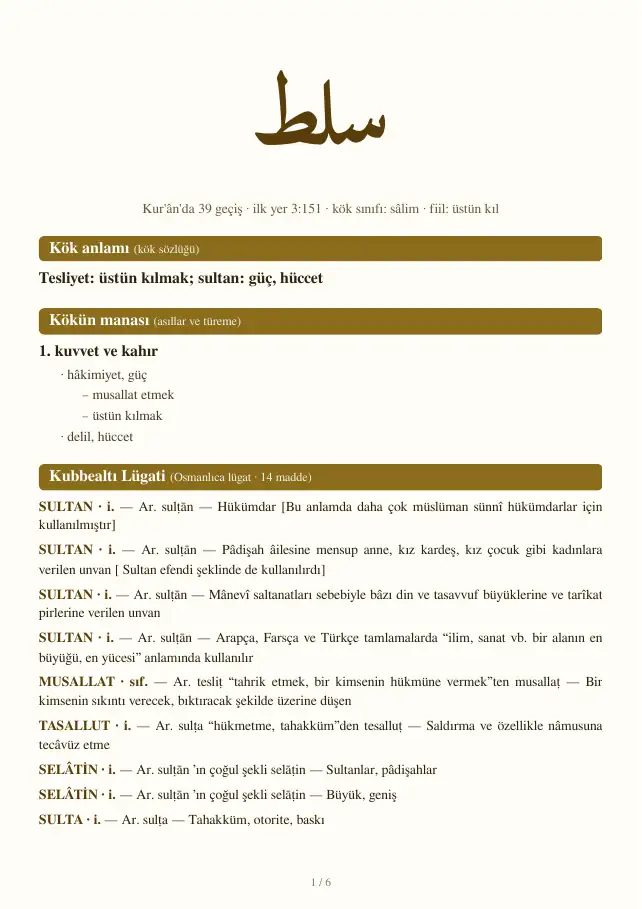 سلط
Kur'ân'da 39 geçiş · ilk yer 3:151 · kök sınıfı: sâlim · fiil: üstün kıl
Kök anlamı (kök sözlüğü)
Tesliyet: üstün kılmak; sultan: güç, hüccet
Kökün manası (asıllar ve türeme)
1. kuvvet ve kahır
· hâkimiyet, güç
– musallat etmek
– üstün kılmak
· delil, hüccet
Kubbealtı Lügati (Osmanlıca lügat · 14 madde)
SULTAN · i. — Ar. sulṭān — Hükümdar [Bu anlamda daha çok müslüman sünnî hükümdarlar için
kullanılmıştır]
SULTAN · i. — Ar. sulṭān — Pâdişah âilesine mensup anne, kız kardeş, kız çocuk gibi kadınlara
verilen unvan [ Sultan efendi şeklinde de kullanılırdı]
SULTAN · i. — Ar. sulṭān — Mânevî saltanatları sebebiyle bâzı din ve tasavvuf büyüklerine ve tarîkat
pirlerine verilen unvan
SULTAN · i. — Ar. sulṭān — Arapça, Farsça ve Türkçe tamlamalarda “ilim, sanat vb. bir alanın en
büyüğü, en yücesi” anlamında kullanılır
MUSALLAT · sıf. — Ar. tesliṭ “tahrik etmek, bir kimsenin hükmüne vermek”ten musallaṭ — Bir
kimsenin sıkıntı verecek, bıktıracak şekilde üzerine düşen
TASALLUT · i. — Ar. sulṭa “hükmetme, tahakküm”den tesalluṭ — Saldırma ve özellikle nâmusuna
tecâvüz etme
SELÂTİN · i. — Ar. sulṭān ’ın çoğul şekli selāṭin — Sultanlar, pâdişahlar
SELÂTİN · i. — Ar. sulṭān ’ın çoğul şekli selāṭin — Büyük, geniş
SULTA · i. — Ar. sulṭa — Tahakküm, otorite, baskı
1 / 6